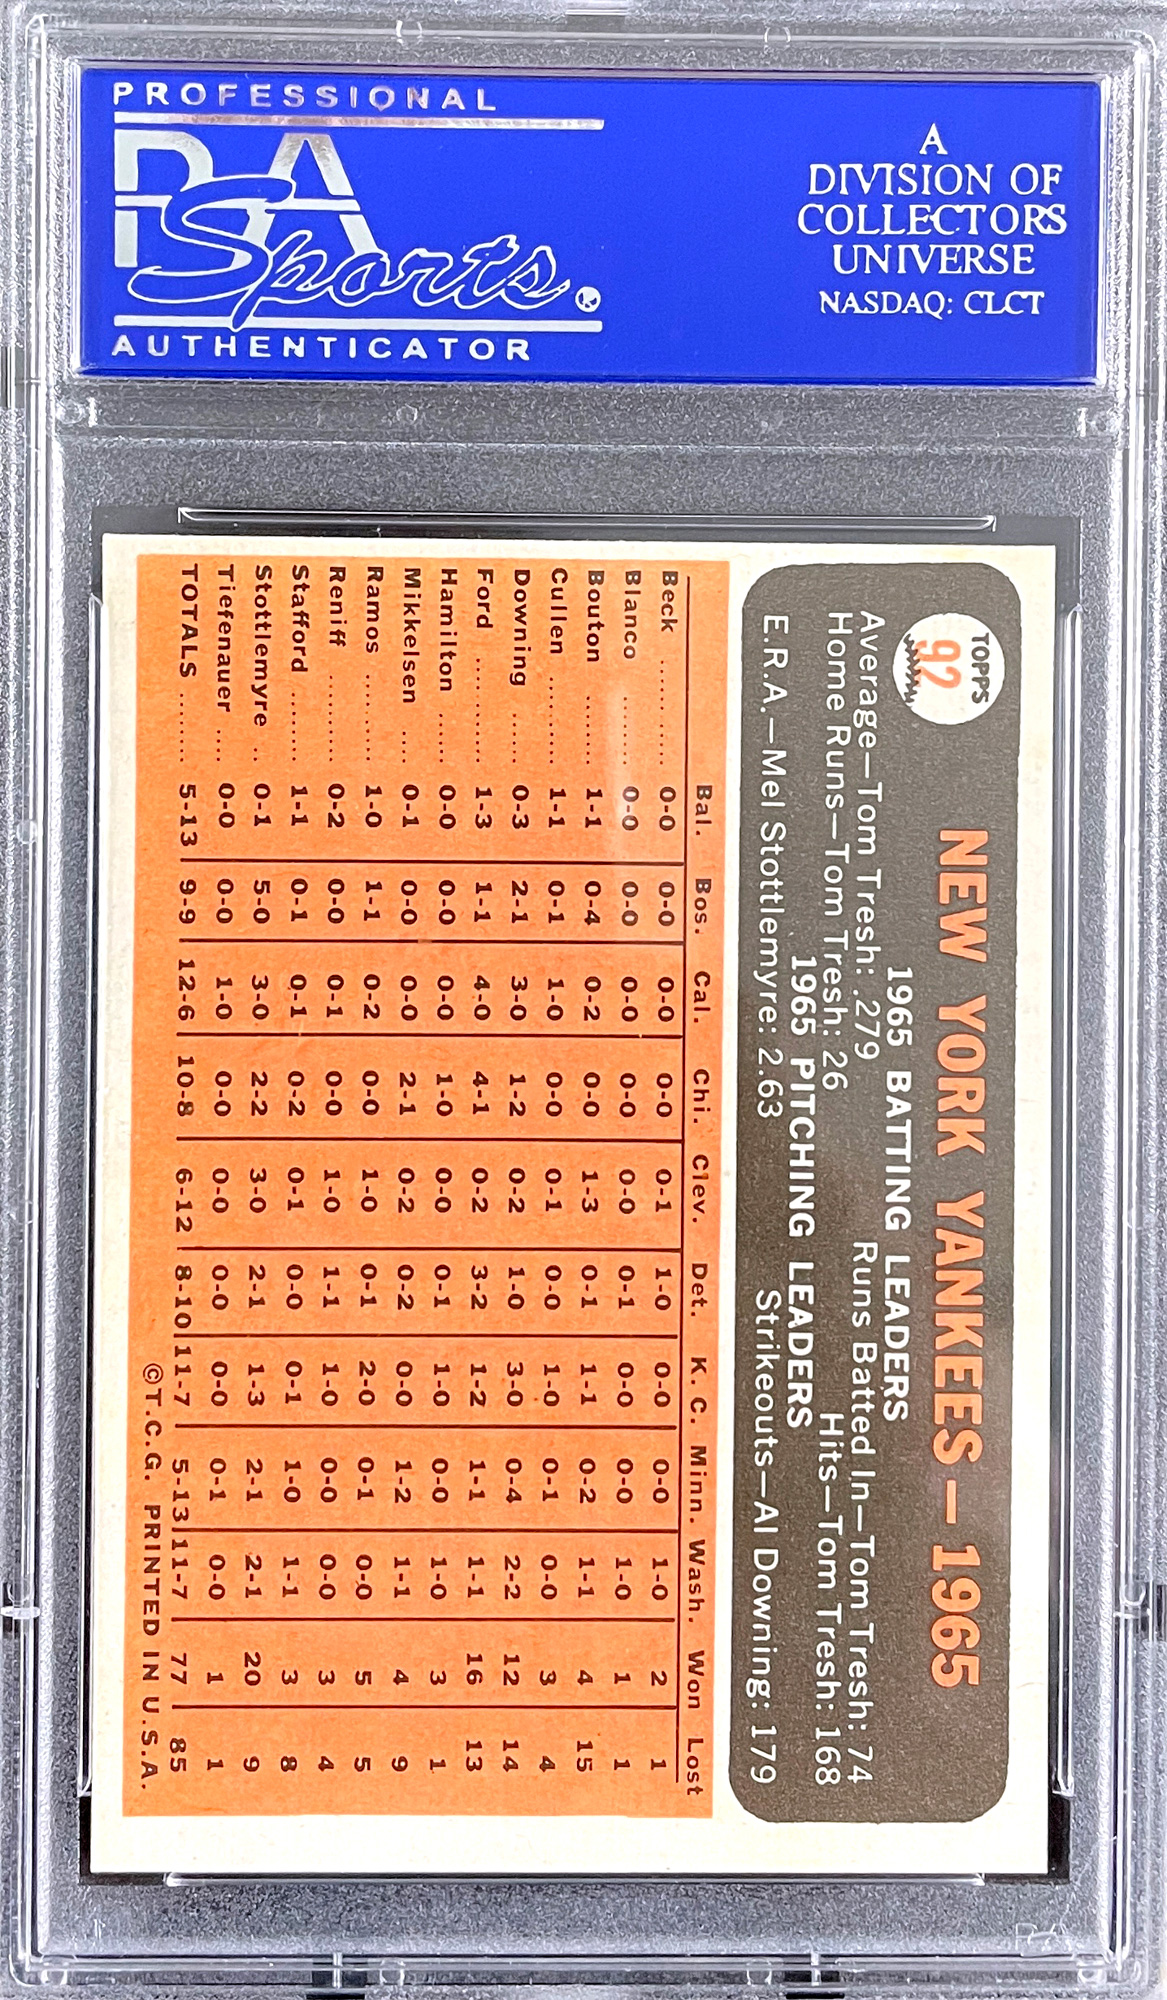 PROFESSIONAL
PSA
Sports®
AUTHENTICATOR
A
DIVISION OF
COLLECTORS
UNIVERSE
NASDAQ: CLCT
TOPPS
92
NEW YORK YANKEES—1965
1965 BATTING LEADERS
Average—Tom Tresh: .279 Runs Batted In—Tom Tresh: 74
Home Runs—Tom Tresh: 26 Hits—Tom Tresh: 168
1965 PITCHING LEADERS
E.R.A.—Mel Stottlemyre: 2.63 Strikeouts—Al Downing: 179
Bal. Bos. Cal. Chi. Clev. Det. K. C. Minn. Wash. Won Lost
Beck ........ 0-0 0-0 0-0 0-0 0-1 1-0 0-0 0-0 1-0 2 1
Blanco ...... 0-0 0-0 0-0 0-0 0-0 0-1 0-0 0-0 1-0 1 1
Bouton ...... 1-1 0-4 0-2 0-0 1-3 0-1 1-1 0-2 1-1 4 15
Cullen ........ 1-1 0-1 1-0 0-0 0-1 0-0 1-0 0-1 0-0 3 4
Downing ..... 0-3 2-1 3-0 1-2 0-2 1-0 3-0 0-4 2-2 12 14
Ford ......... 1-3 1-1 4-0 4-1 0-2 3-2 1-2 1-1 1-1 16 13
Hamilton ..... 0-0 0-0 0-0 1-0 0-0 0-1 1-0 0-0 1-0 3 1
Mikkelsen .... 0-1 0-0 0-0 2-1 0-2 0-2 0-0 1-2 1-1 4 9
Ramos ........ 1-0 1-1 0-2 0-0 1-0 0-1 2-0 0-1 0-0 5 5
Reniff ........ 0-2 0-0 0-1 0-0 1-0 1-1 1-0 0-0 0-0 3 4
Stafford ...... 1-1 0-1 0-1 0-2 0-1 0-0 0-1 1-0 1-1 3 8
Stottlemyre .. 0-1 5-0 3-0 2-2 3-0 2-1 1-3 2-1 2-1 20 9
Tiefenauer .... 0-0 0-0 1-0 0-0 0-0 0-0 0-0 0-1 0-0 1 1
TOTALS ...... 5-13 9-9 12-6 10-8 6-12 8-10 11-7 5-13 11-7 77 85
©T.C.G. PRINTED IN U.S.A.